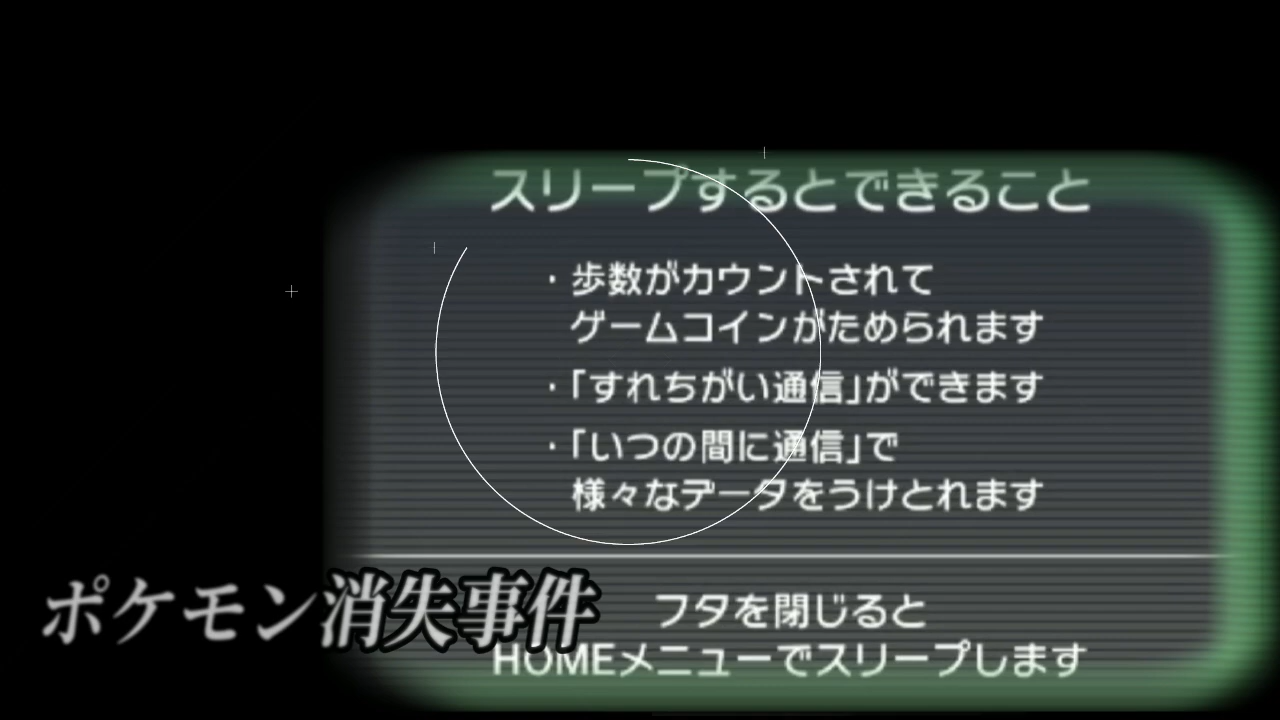 スリープするとできること
・歩数がカウントされて
ゲームコインがためられます
・「すれちがい通信」ができます
・「いつの間に通信」で
様々なデータをうけとれます
フタを閉じると
HOMEメニューでスリープします
ポケモン消失事件